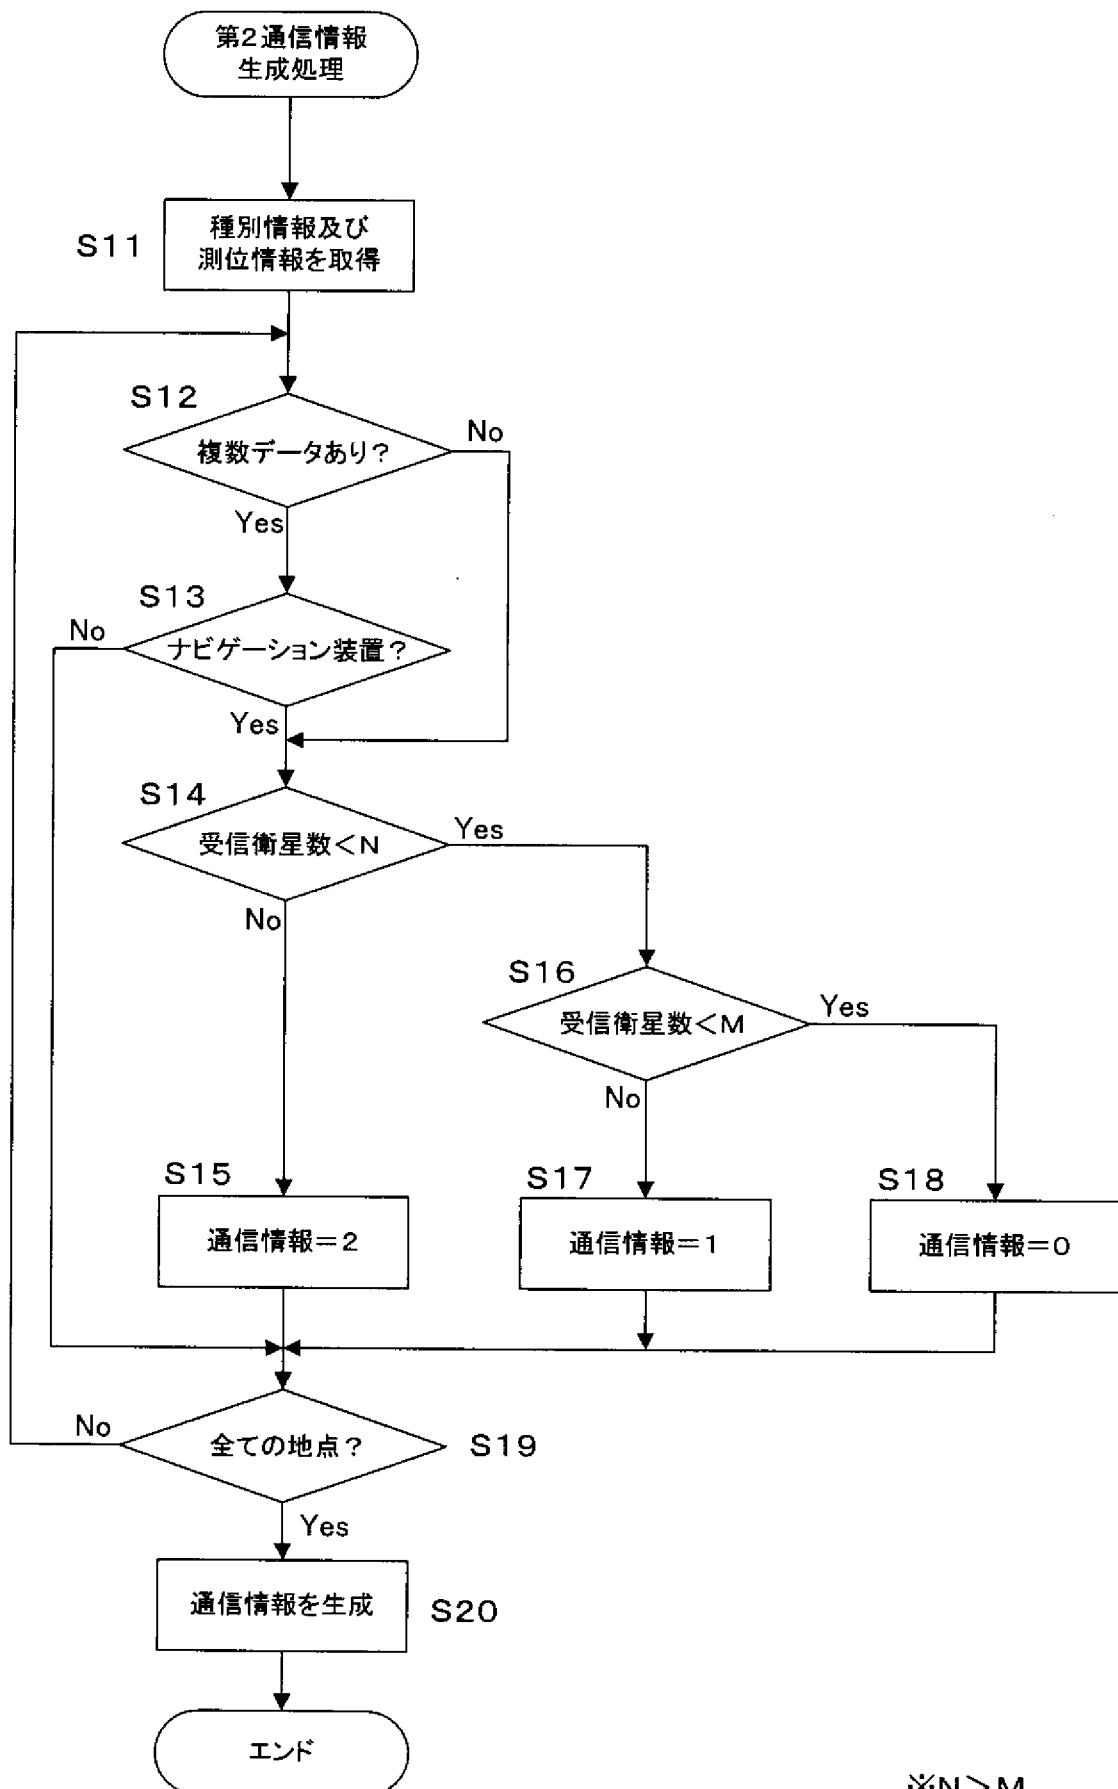 第2通信情報
生成処理
S11
種別情報及び
測位情報を取得
S12
複数データあり？
No
Yes
S13
No
ナビゲーション装置？
Yes
S14
受信衛星数＜N
Yes
No
S16
受信衛星数＜M
Yes
No
S15
通信情報＝2
S17
通信情報＝1
S18
通信情報＝0
No
全ての地点？
S19
Yes
通信情報を生成
S20
エンド
※N＞M